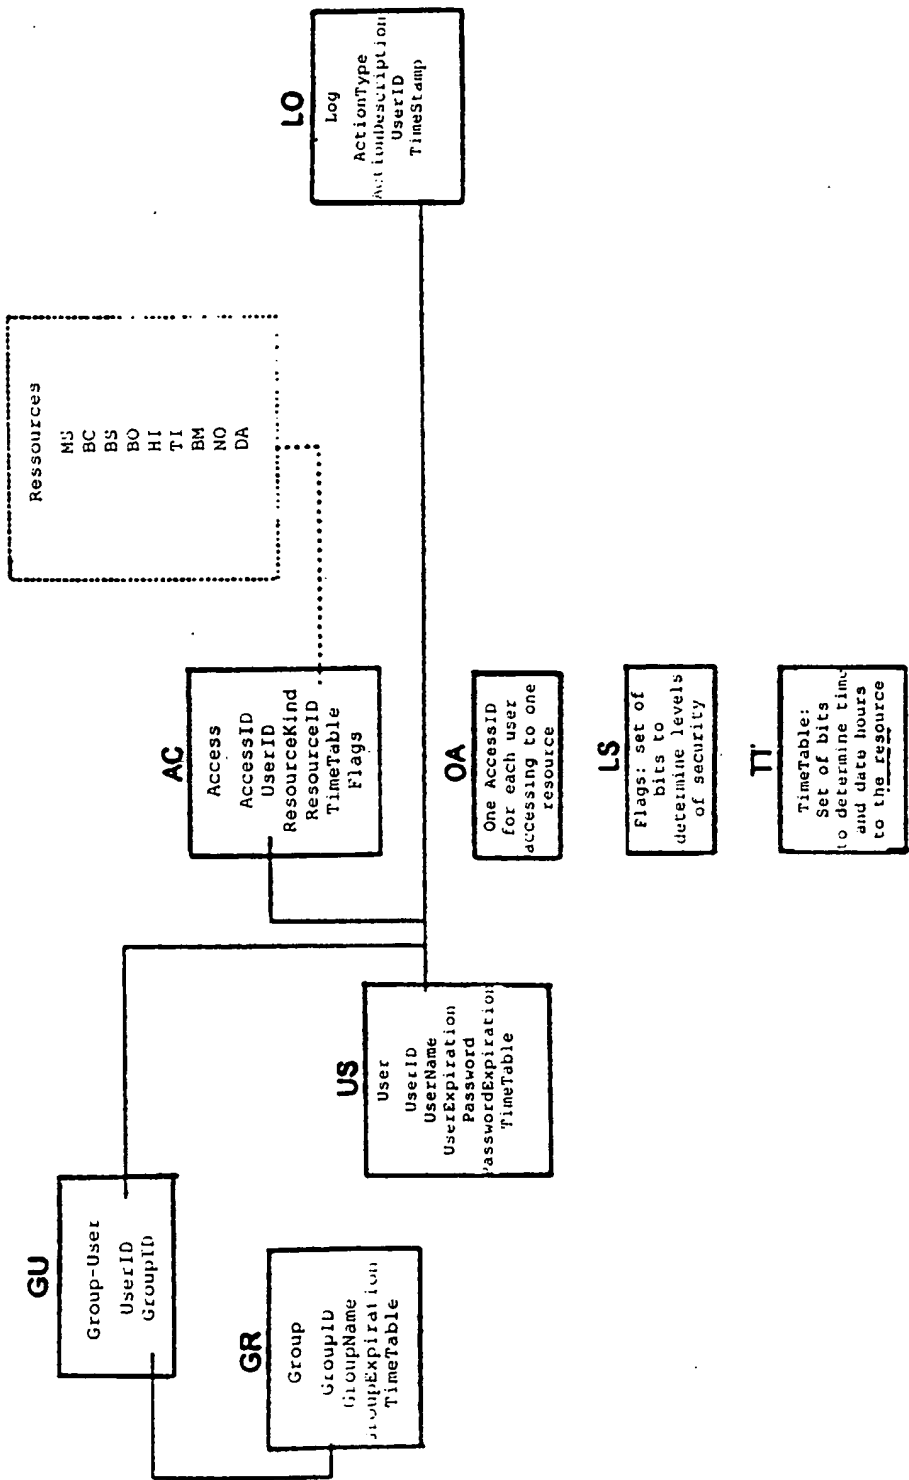 GU
Group-User
UserID
GroupID
GR
Group
GroupID
GroupName
GroupExpiration
TimeTable
US
User
UserID
UserName
UserExpiration
Password
PasswordExpiration
TimeTable
AC
Access
AccessID
UserID
ResourceKind
ResourceID
TimeTable
Flags
OA
One AccessID
for each user
accessing to one
resource
LS
Flags: set of
bits to
determine levels
of security
TT
TimeTable:
Set of bits
to determine time
and date hours
to the resource
Ressources
MS
BC
BS
BO
HI
TI
BM
NO
DA
LO
Log
ActionType
ActionDescription
UserID
TimeStamp